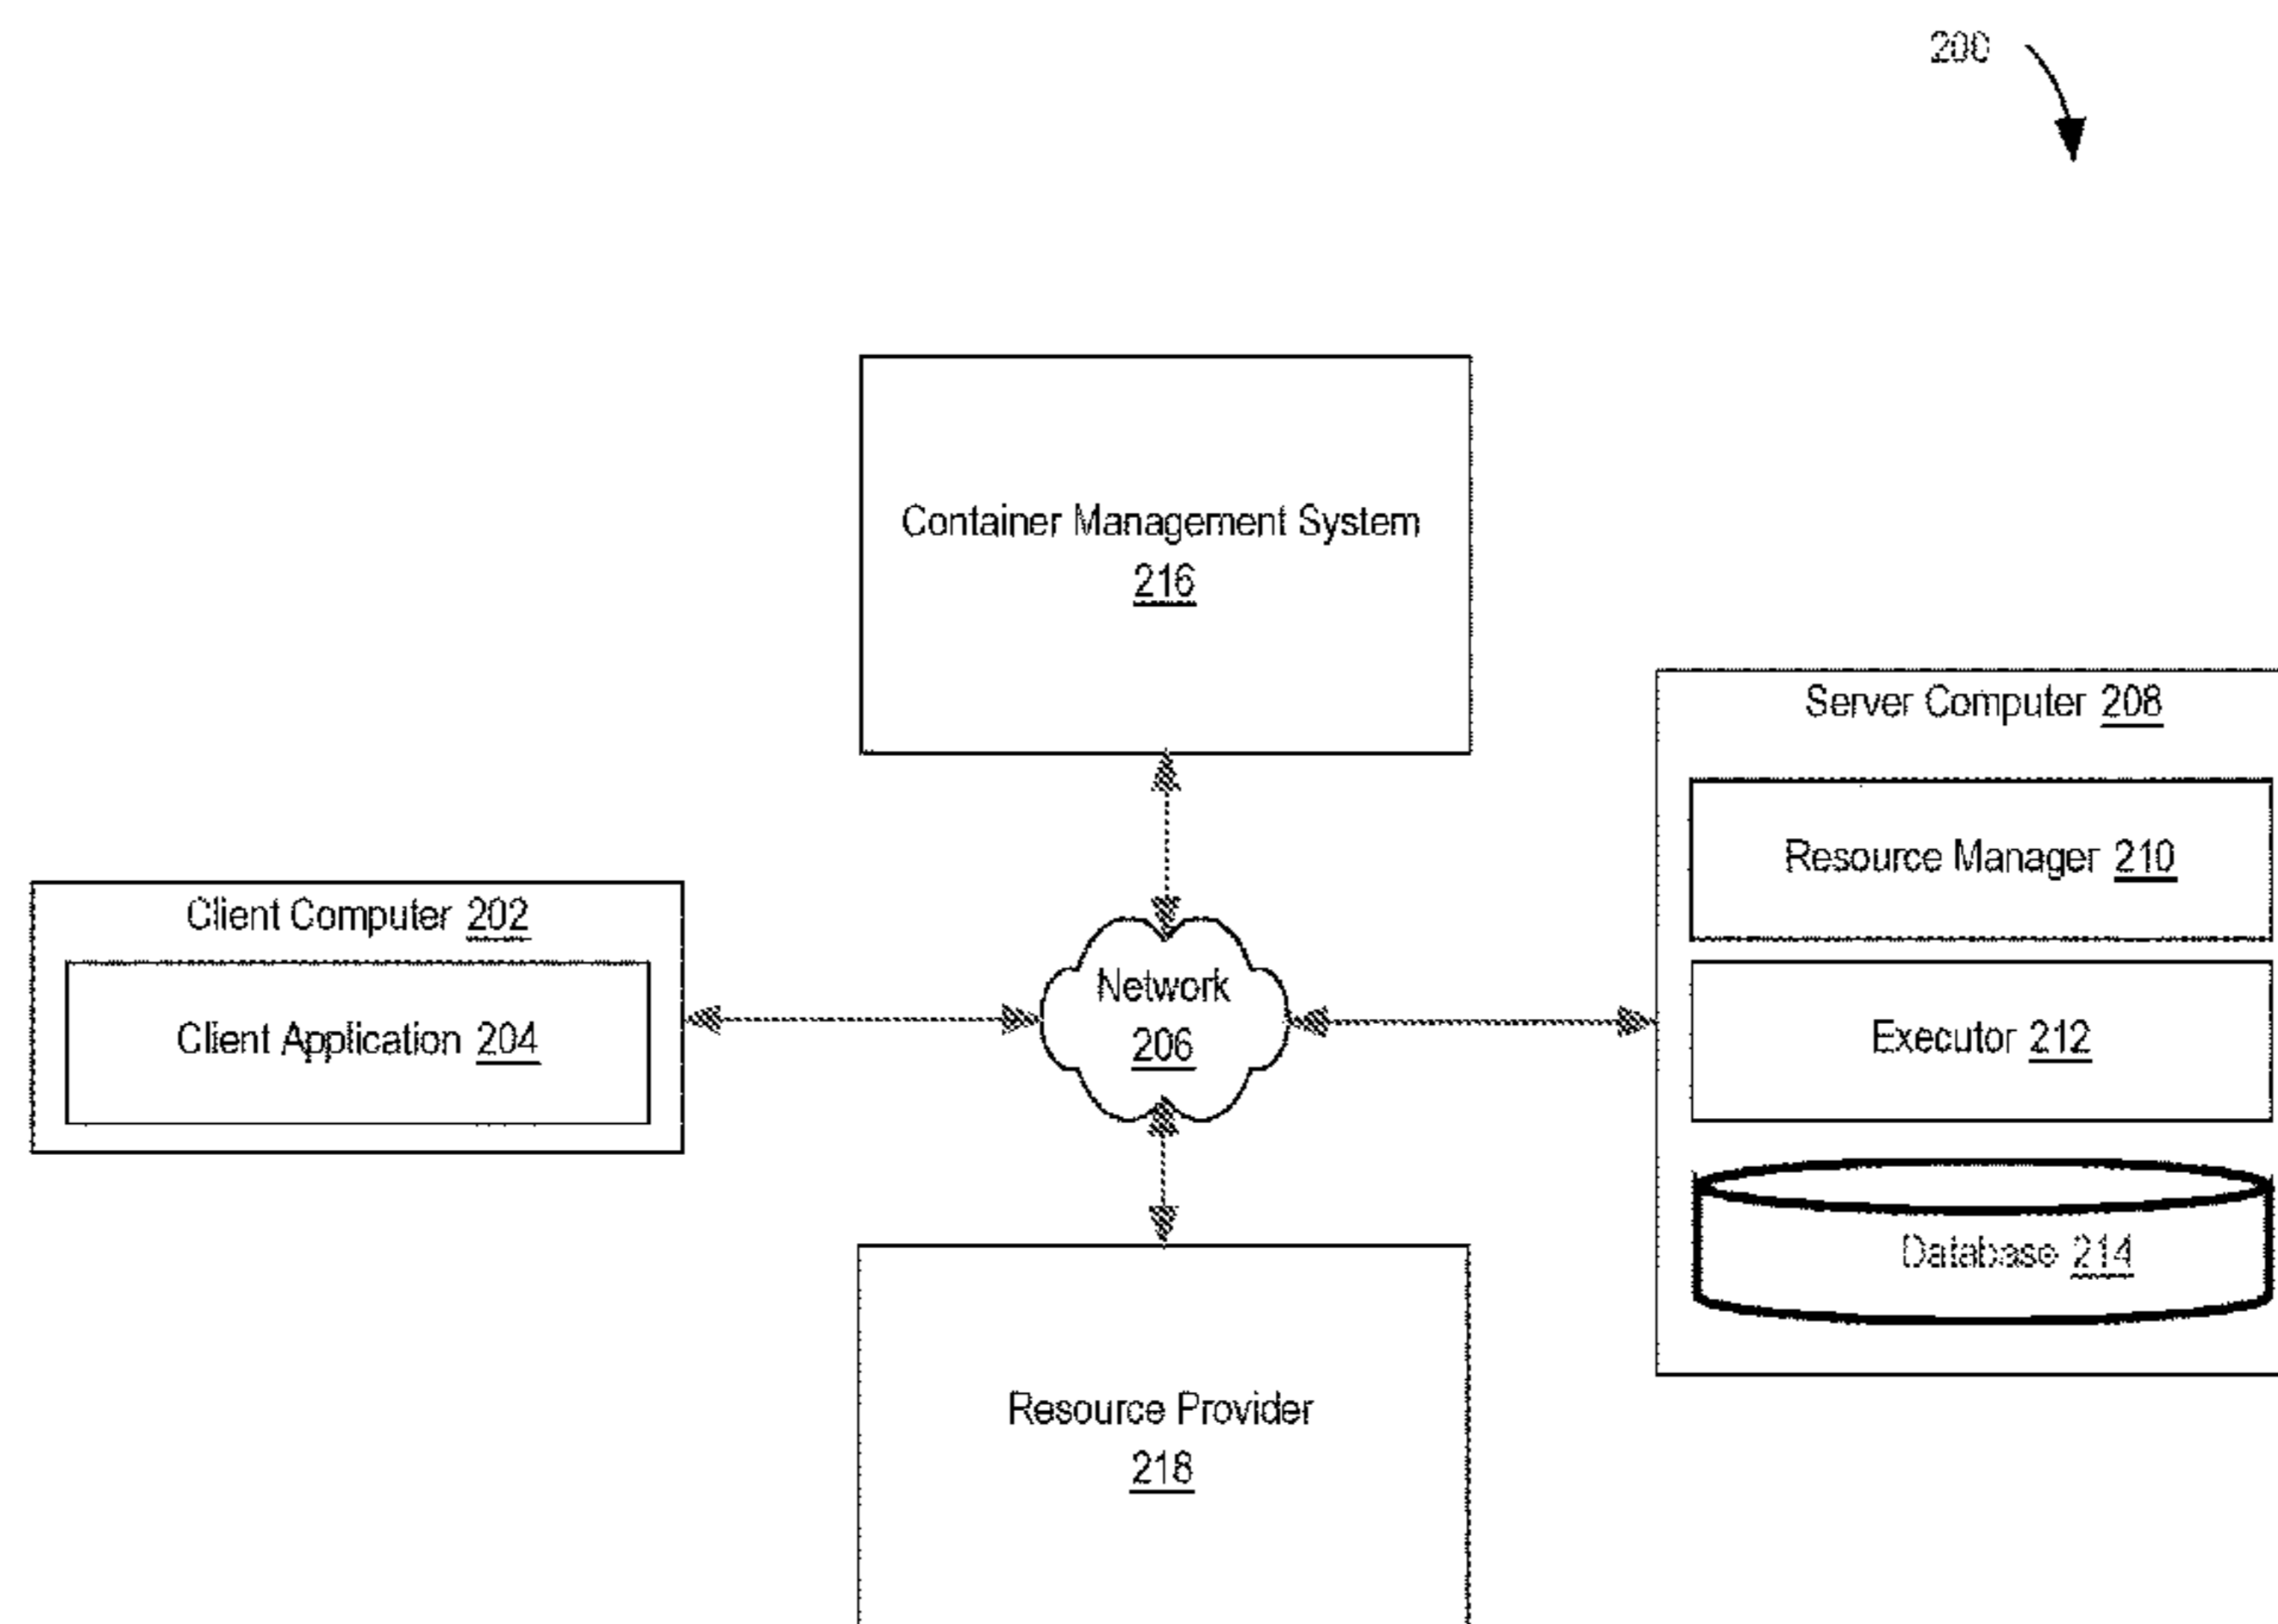 200
Container Management System
216
Server Computer 208
Resource Manager 210
Client Computer 202
Client Application 204
Network
206
Executor 212
Database 214
Resource Provider
218